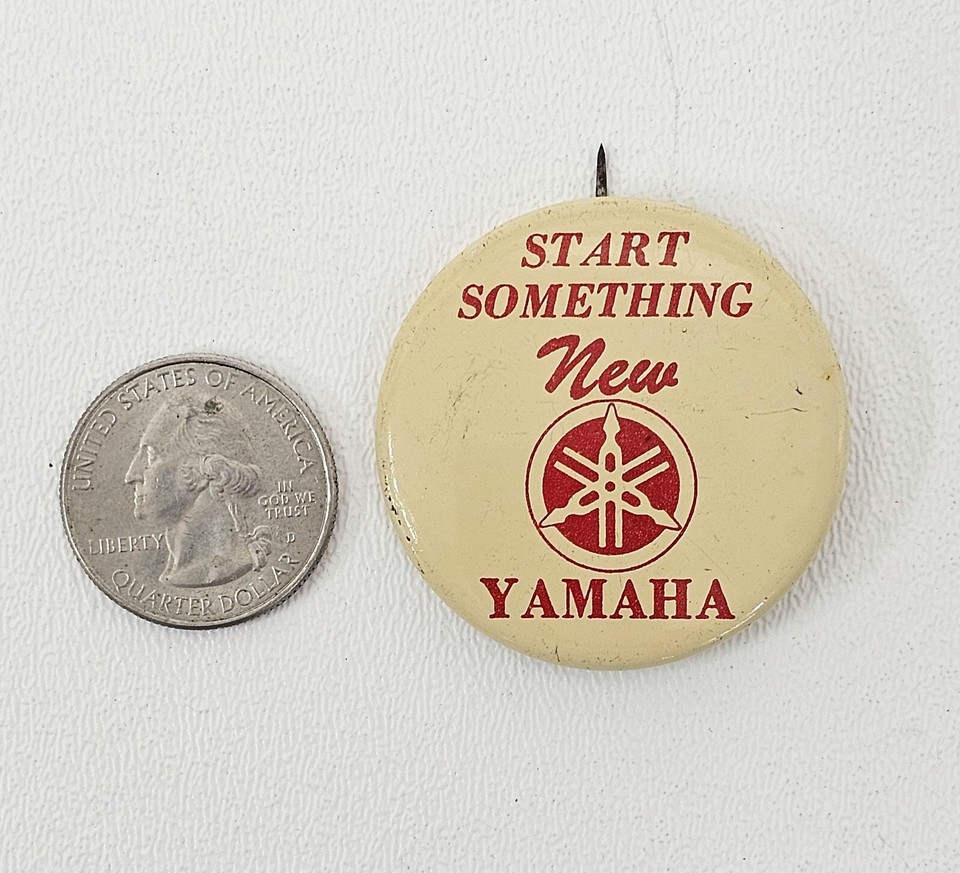 UNITED STATES OF AMERICA
IN
GOD WE
TRUST
D
LIBERTY
QUARTER DOLLAR
START
SOMETHING
New
YAMAHA